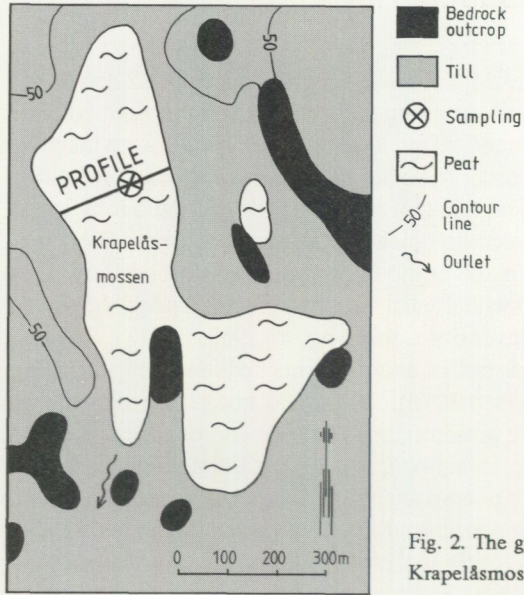 50
50
PROFILE
Krapelås-
mossen
50
0 100 200 300m
Bedrock
outcrop
Till
Sampling
Peat
50
Contour
line
Outlet
Fig. 2. The g
Krapelåsmos